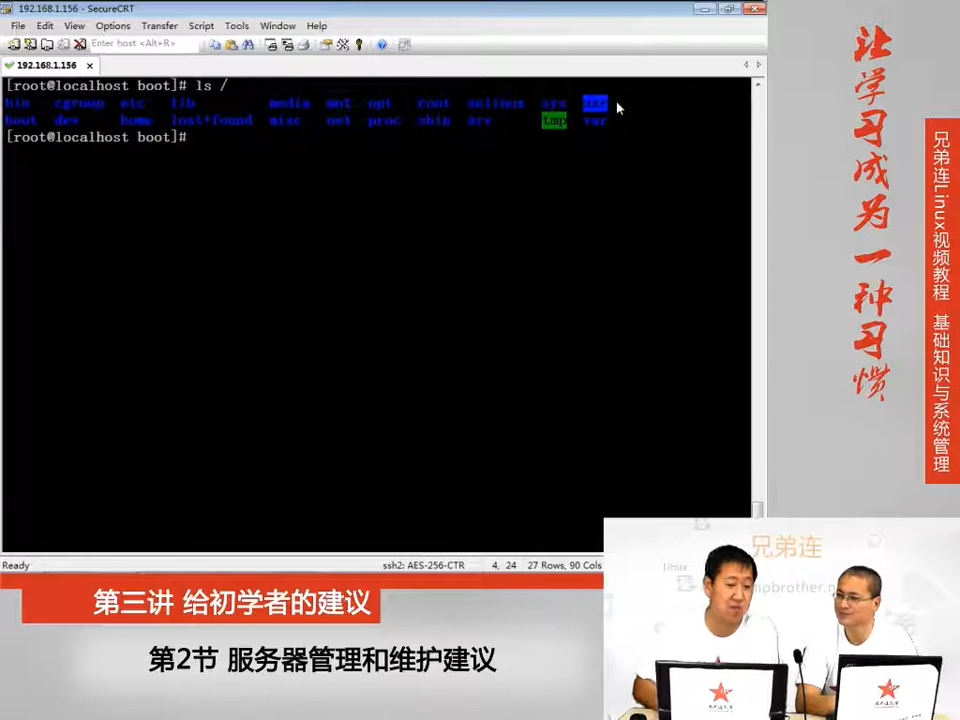 192.168.1.156 - SecureCRT
File Edit View Options Transfer Script Tools Window Help
Enter host <Alt+R>
192.168.1.156
[root@localhost boot]# ls /
bin cgroup etc lib media mnt opt root selinux sys usr
boot dev home lost+found misc net proc sbin srv tmp var
[root@localhost boot]#
Ready ssh2: AES-256-CTR 4, 24 27 Rows, 90 Cols
让学习成为一种习惯
兄弟连Linux视频教程 基础知识与系统管理
兄弟连
Linux
mpbrother.n
第三讲 给初学者的建议
第2节 服务器管理和维护建议